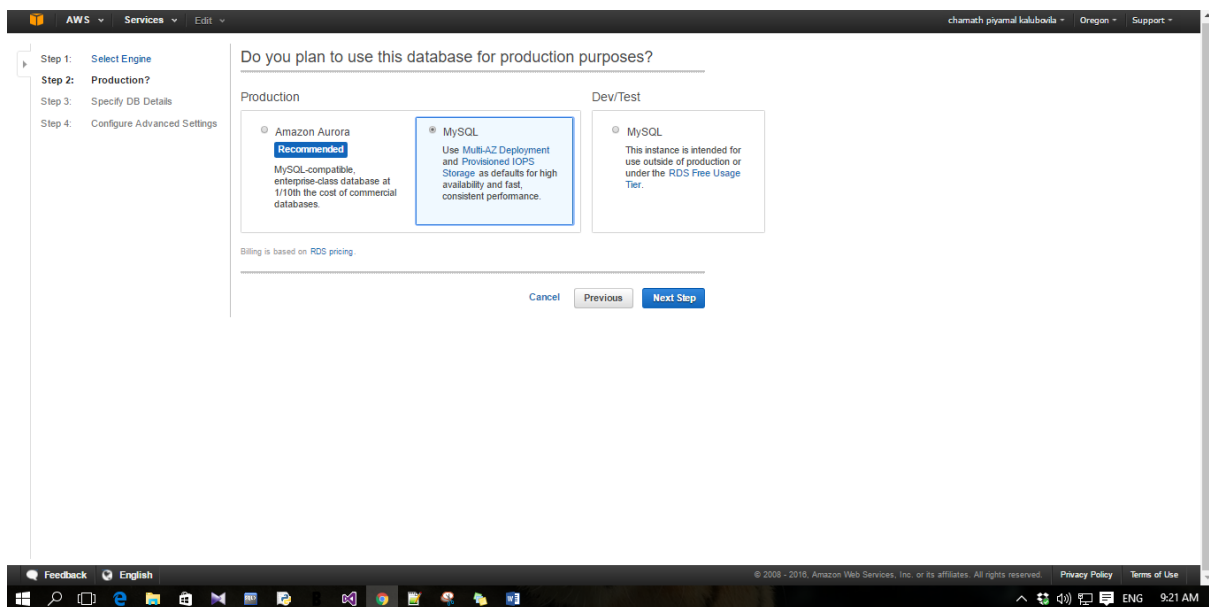 AWS Services Edit chamath piyamal kalubovila Oregon Support
Step 1: Select Engine
Step 2: Production?
Step 3: Specify DB Details
Step 4: Configure Advanced Settings
Do you plan to use this database for production purposes?
Production
Amazon Aurora
Recommended
MySQL-compatible,
enterprise-class database at
1/10th the cost of commercial
databases.
MySQL
Use Multi-AZ Deployment
and Provisioned IOPS
Storage as defaults for high
availability and fast,
consistent performance.
Dev/Test
MySQL
This instance is intended for
use outside of production or
under the RDS Free Usage
Tier.
Billing is based on RDS pricing.
Cancel Previous Next Step
Feedback English © 2008 - 2016, Amazon Web Services, Inc. or its affiliates. All rights reserved. Privacy Policy Terms of Use
ENG 9:21 AM